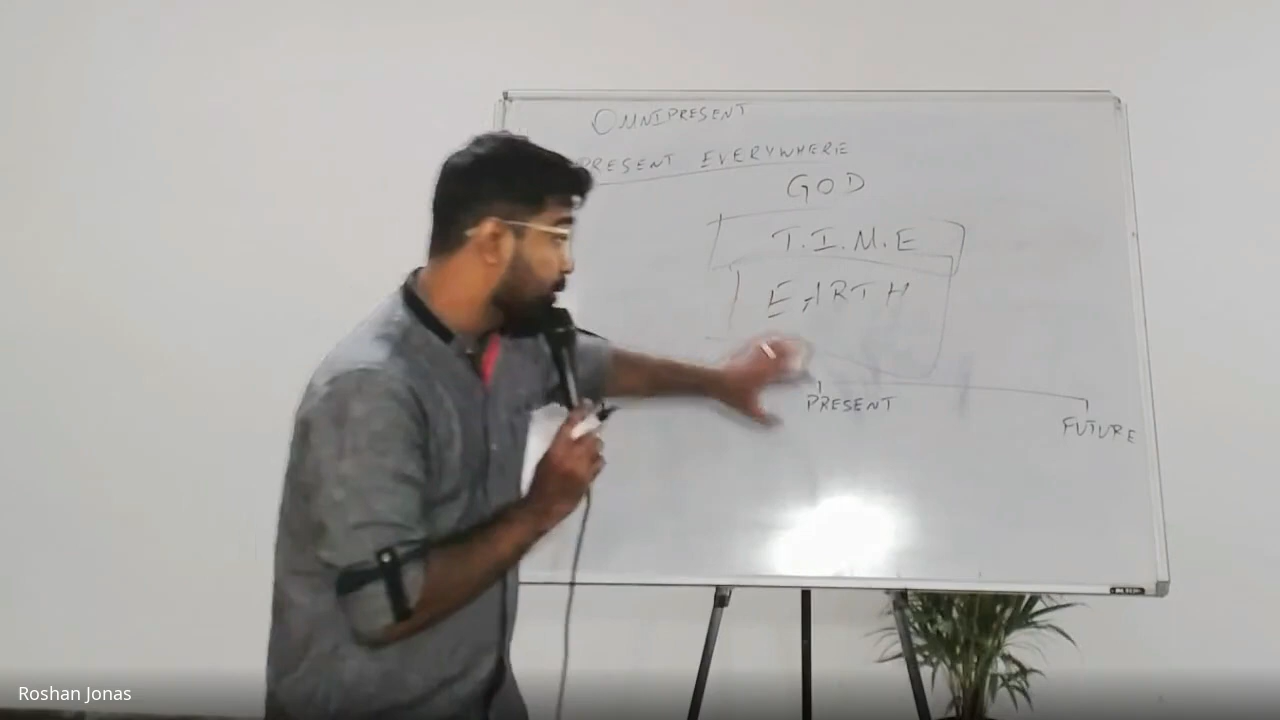 OMNIPRESENT
PRESENT EVERYWHERE
GOD
T.I.M.E
EARTH
PRESENT
FUTURE
Roshan Jonas